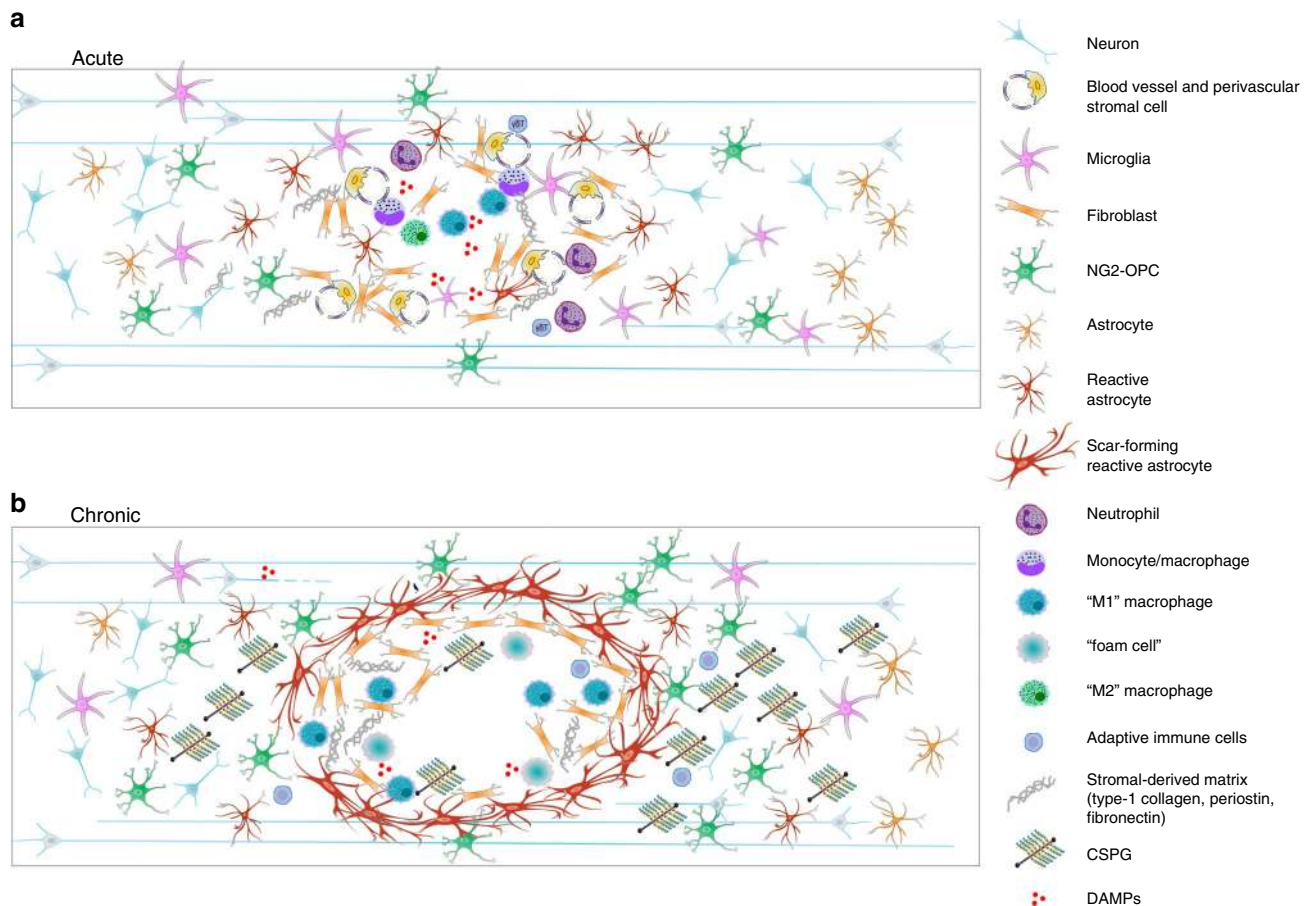 a
Acute
γδT
γδT
b
Chronic
Neuron
Blood vessel and perivascular
stromal cell
Microglia
Fibroblast
NG2-OPC
Astrocyte
Reactive
astrocyte
Scar-forming
reactive astrocyte
Neutrophil
Monocyte/macrophage
“M1” macrophage
“foam cell”
“M2” macrophage
Adaptive immune cells
Stromal-derived matrix
(type-1 collagen, periostin,
fibronectin)
CSPG
DAMPs